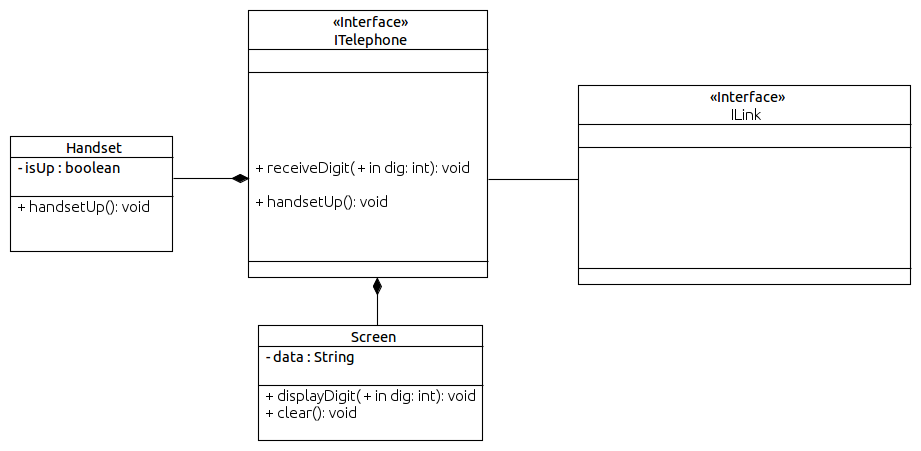 «Interface»
ITelephone
+ receiveDigit( + in dig: int): void
+ handsetUp(): void
«Interface»
ILink
Handset
- isUp : boolean
+ handsetUp(): void
Screen
- data : String
+ displayDigit( + in dig: int): void
+ clear(): void